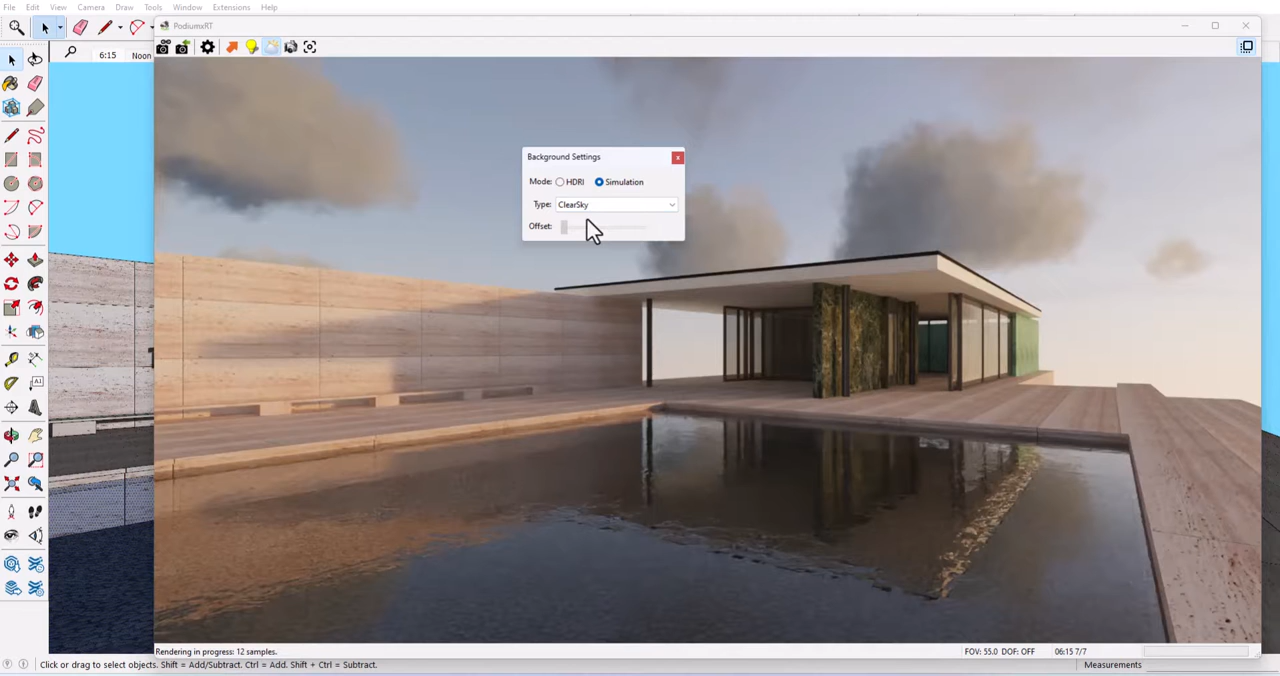 File Edit View Camera Draw Tools Window Extensions Help
PodiumxRT
6:15 Noon
Background Settings
Mode: HDRI Simulation
Type: ClearSky
Offset:
A1
Rendering in progress: 12 samples.
FOV: 55.0 DOF: OFF 06:15 7/7
Click or drag to select objects. Shift = Add/Subtract. Ctrl = Add. Shift + Ctrl = Subtract.
Measurements